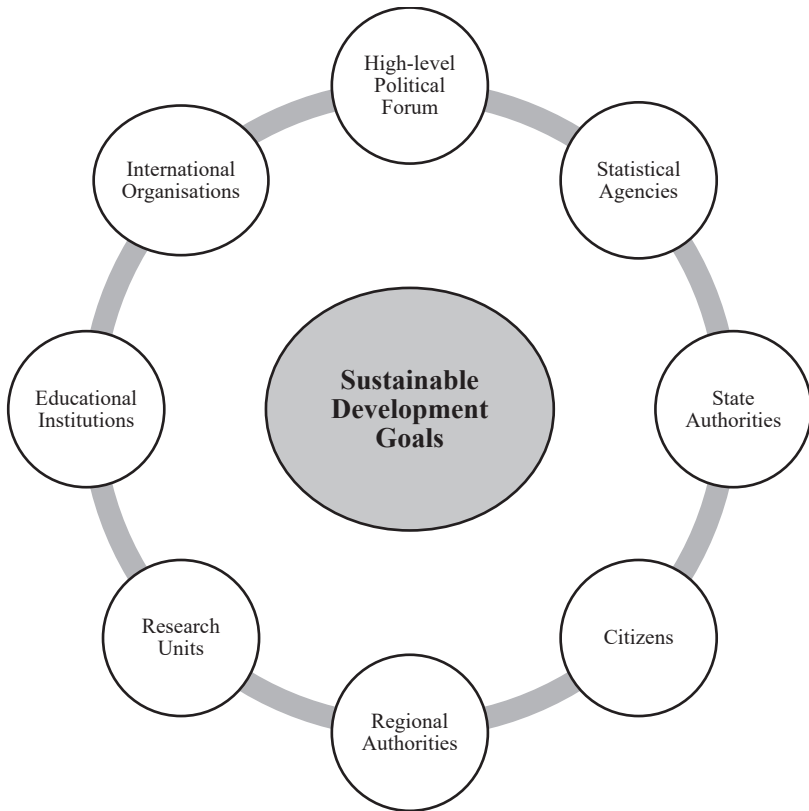 High-level
Political
Forum
Statistical
Agencies
State
Authorities
Citizens
Regional
Authorities
Research
Units
Educational
Institutions
International
Organisations
Sustainable
Development
Goals